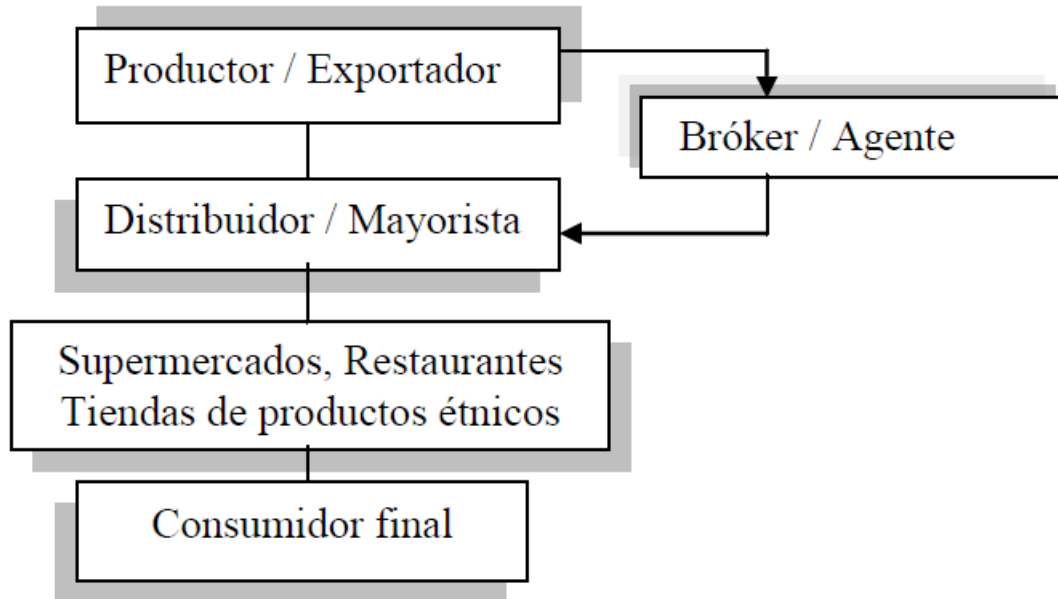 Productor / Exportador
Bróker / Agente
Distribuidor / Mayorista
Supermercados, Restaurantes
Tiendas de productos étnicos
Consumidor final